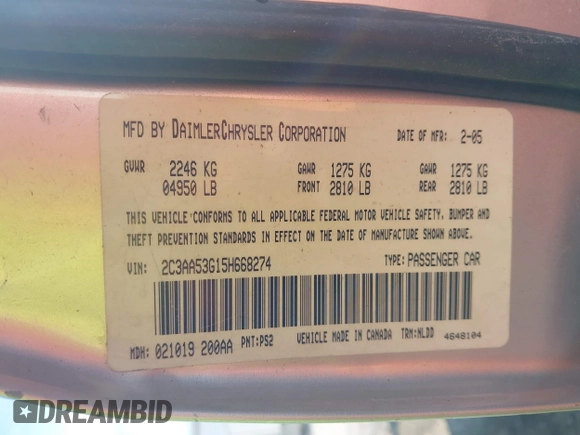 MFD BY DAIMLERCHRYSLER CORPORATION DATE OF MFR: 2-05
GVWR 2246 KG GAWR 1275 KG GAWR 1275 KG
04950 LB FRONT 2810 LB REAR 2810 LB
THIS VEHICLE CONFORMS TO ALL APPLICABLE FEDERAL MOTOR VEHICLE SAFETY, BUMPER AND
THEFT PREVENTION STANDARDS IN EFFECT ON THE DATE OF MANUFACTURE SHOWN ABOVE.
VIN: 2C3AA53G15H668274 TYPE: PASSENGER CAR
MDH: 021019 200AA PNT: PS2 VEHICLE MADE IN CANADA TRM: NLDD 4648104
DREAMBID